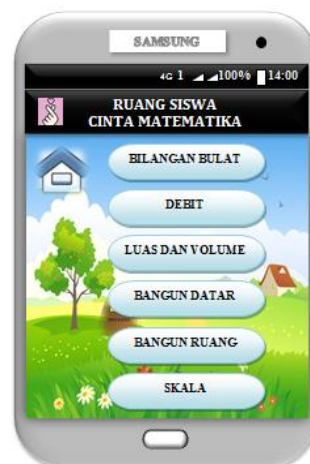 SAMSUNG
4G 1 100% 14:00
RUANG SISWA
CINTA MATEMATIKA
BILANGAN BULAT
DEBIT
LUAS DAN VOLUME
BANGUN DATAR
BANGUN RUANG
SKALA